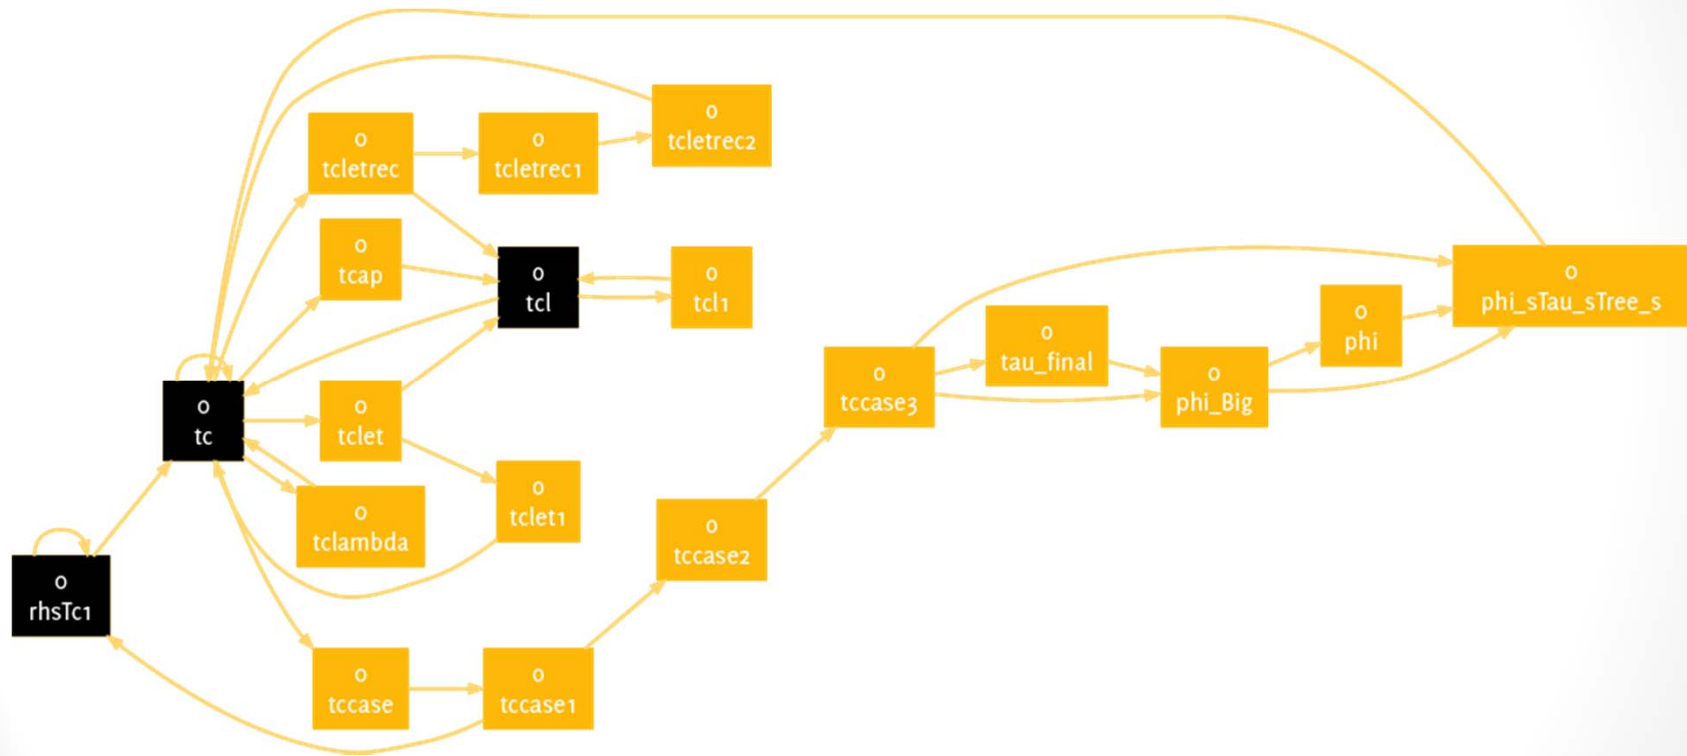 0
tcletrec2
0
tcletrec
0
tcletrec1
0
tcap
0
tcl
0
tcl1
0
phi_sTau_sTree_s
0
phi
0
tau_final
0
tccase3
0
phi_Big
0
tc
0
tclet
0
tclet1
0
tclambda
0
tccase2
0
rhsTc1
0
tccase
0
tccase1